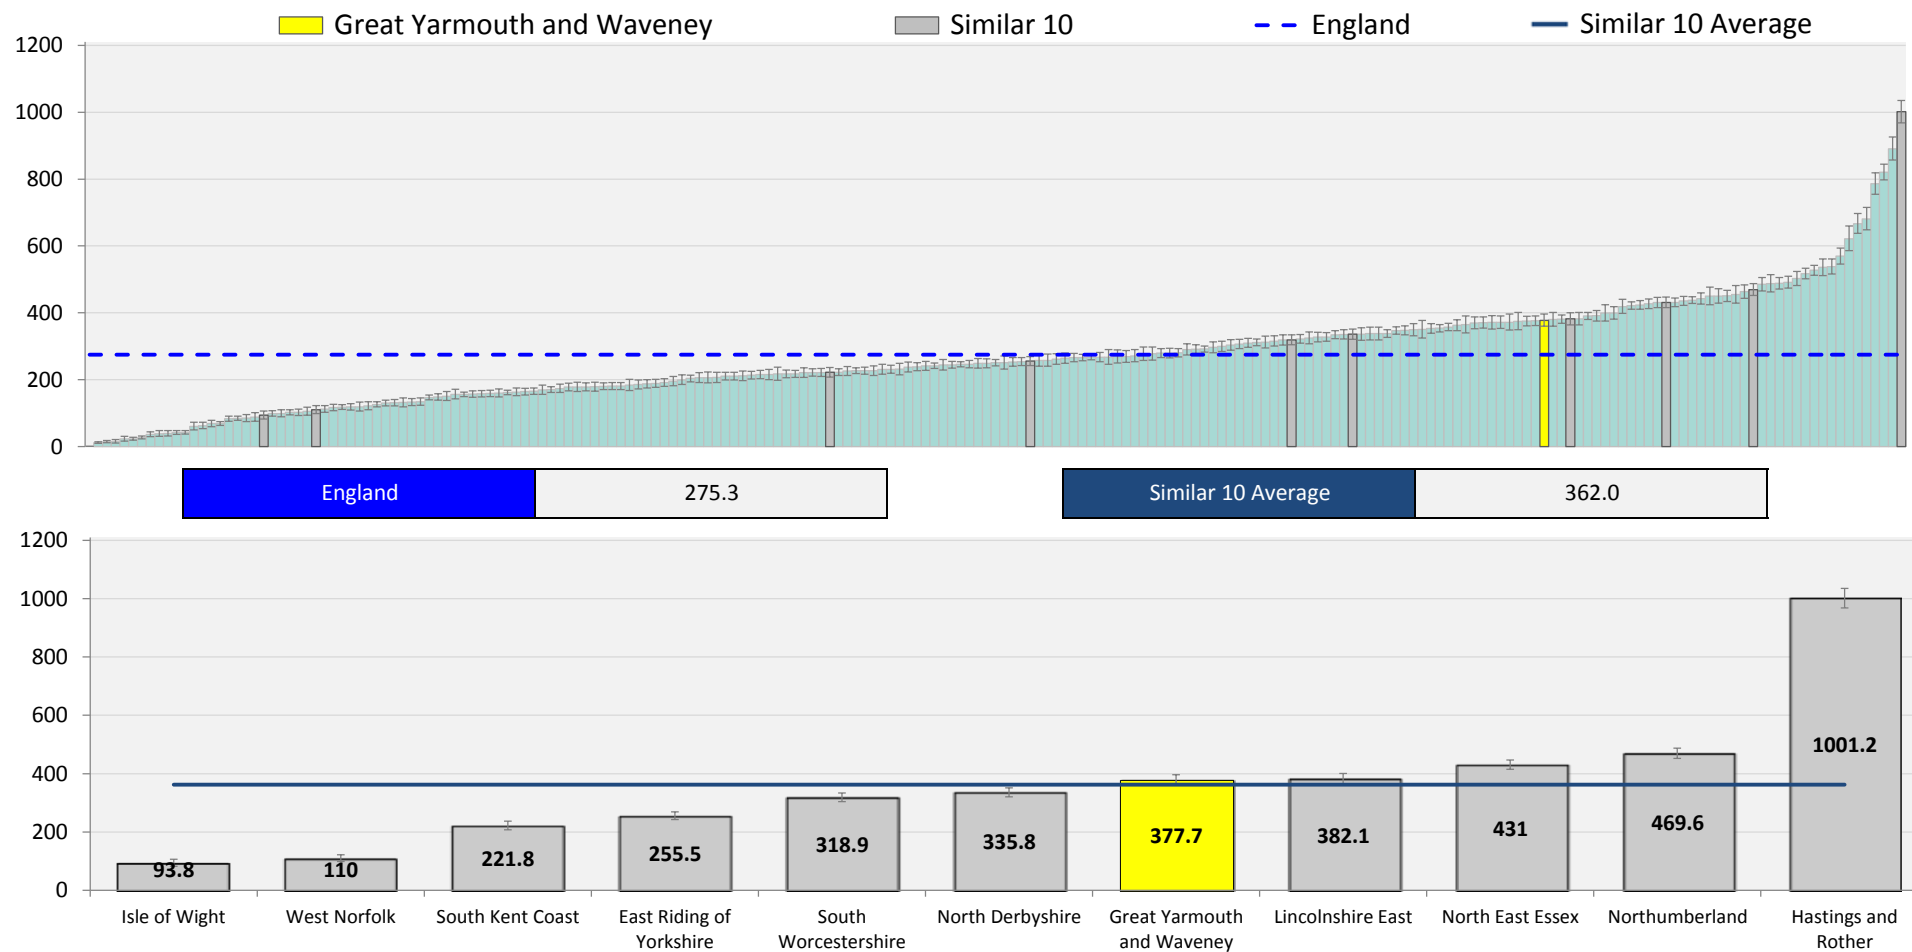 Great Yarmouth and Waveney
Similar 10
England
Similar 10 Average
1200
1000
800
600
400
200
0
England
275.3
Similar 10 Average
362.0
1200
1000
800
600
400
200
0
93.8
110
221.8
255.5
318.9
335.8
377.7
382.1
431
469.6
1001.2
Isle of Wight
West Norfolk
South Kent Coast
East Riding of
Yorkshire
South
Worcestershire
North Derbyshire
Great Yarmouth
and Waveney
Lincolnshire East
North East Essex
Northumberland
Hastings and
Rother